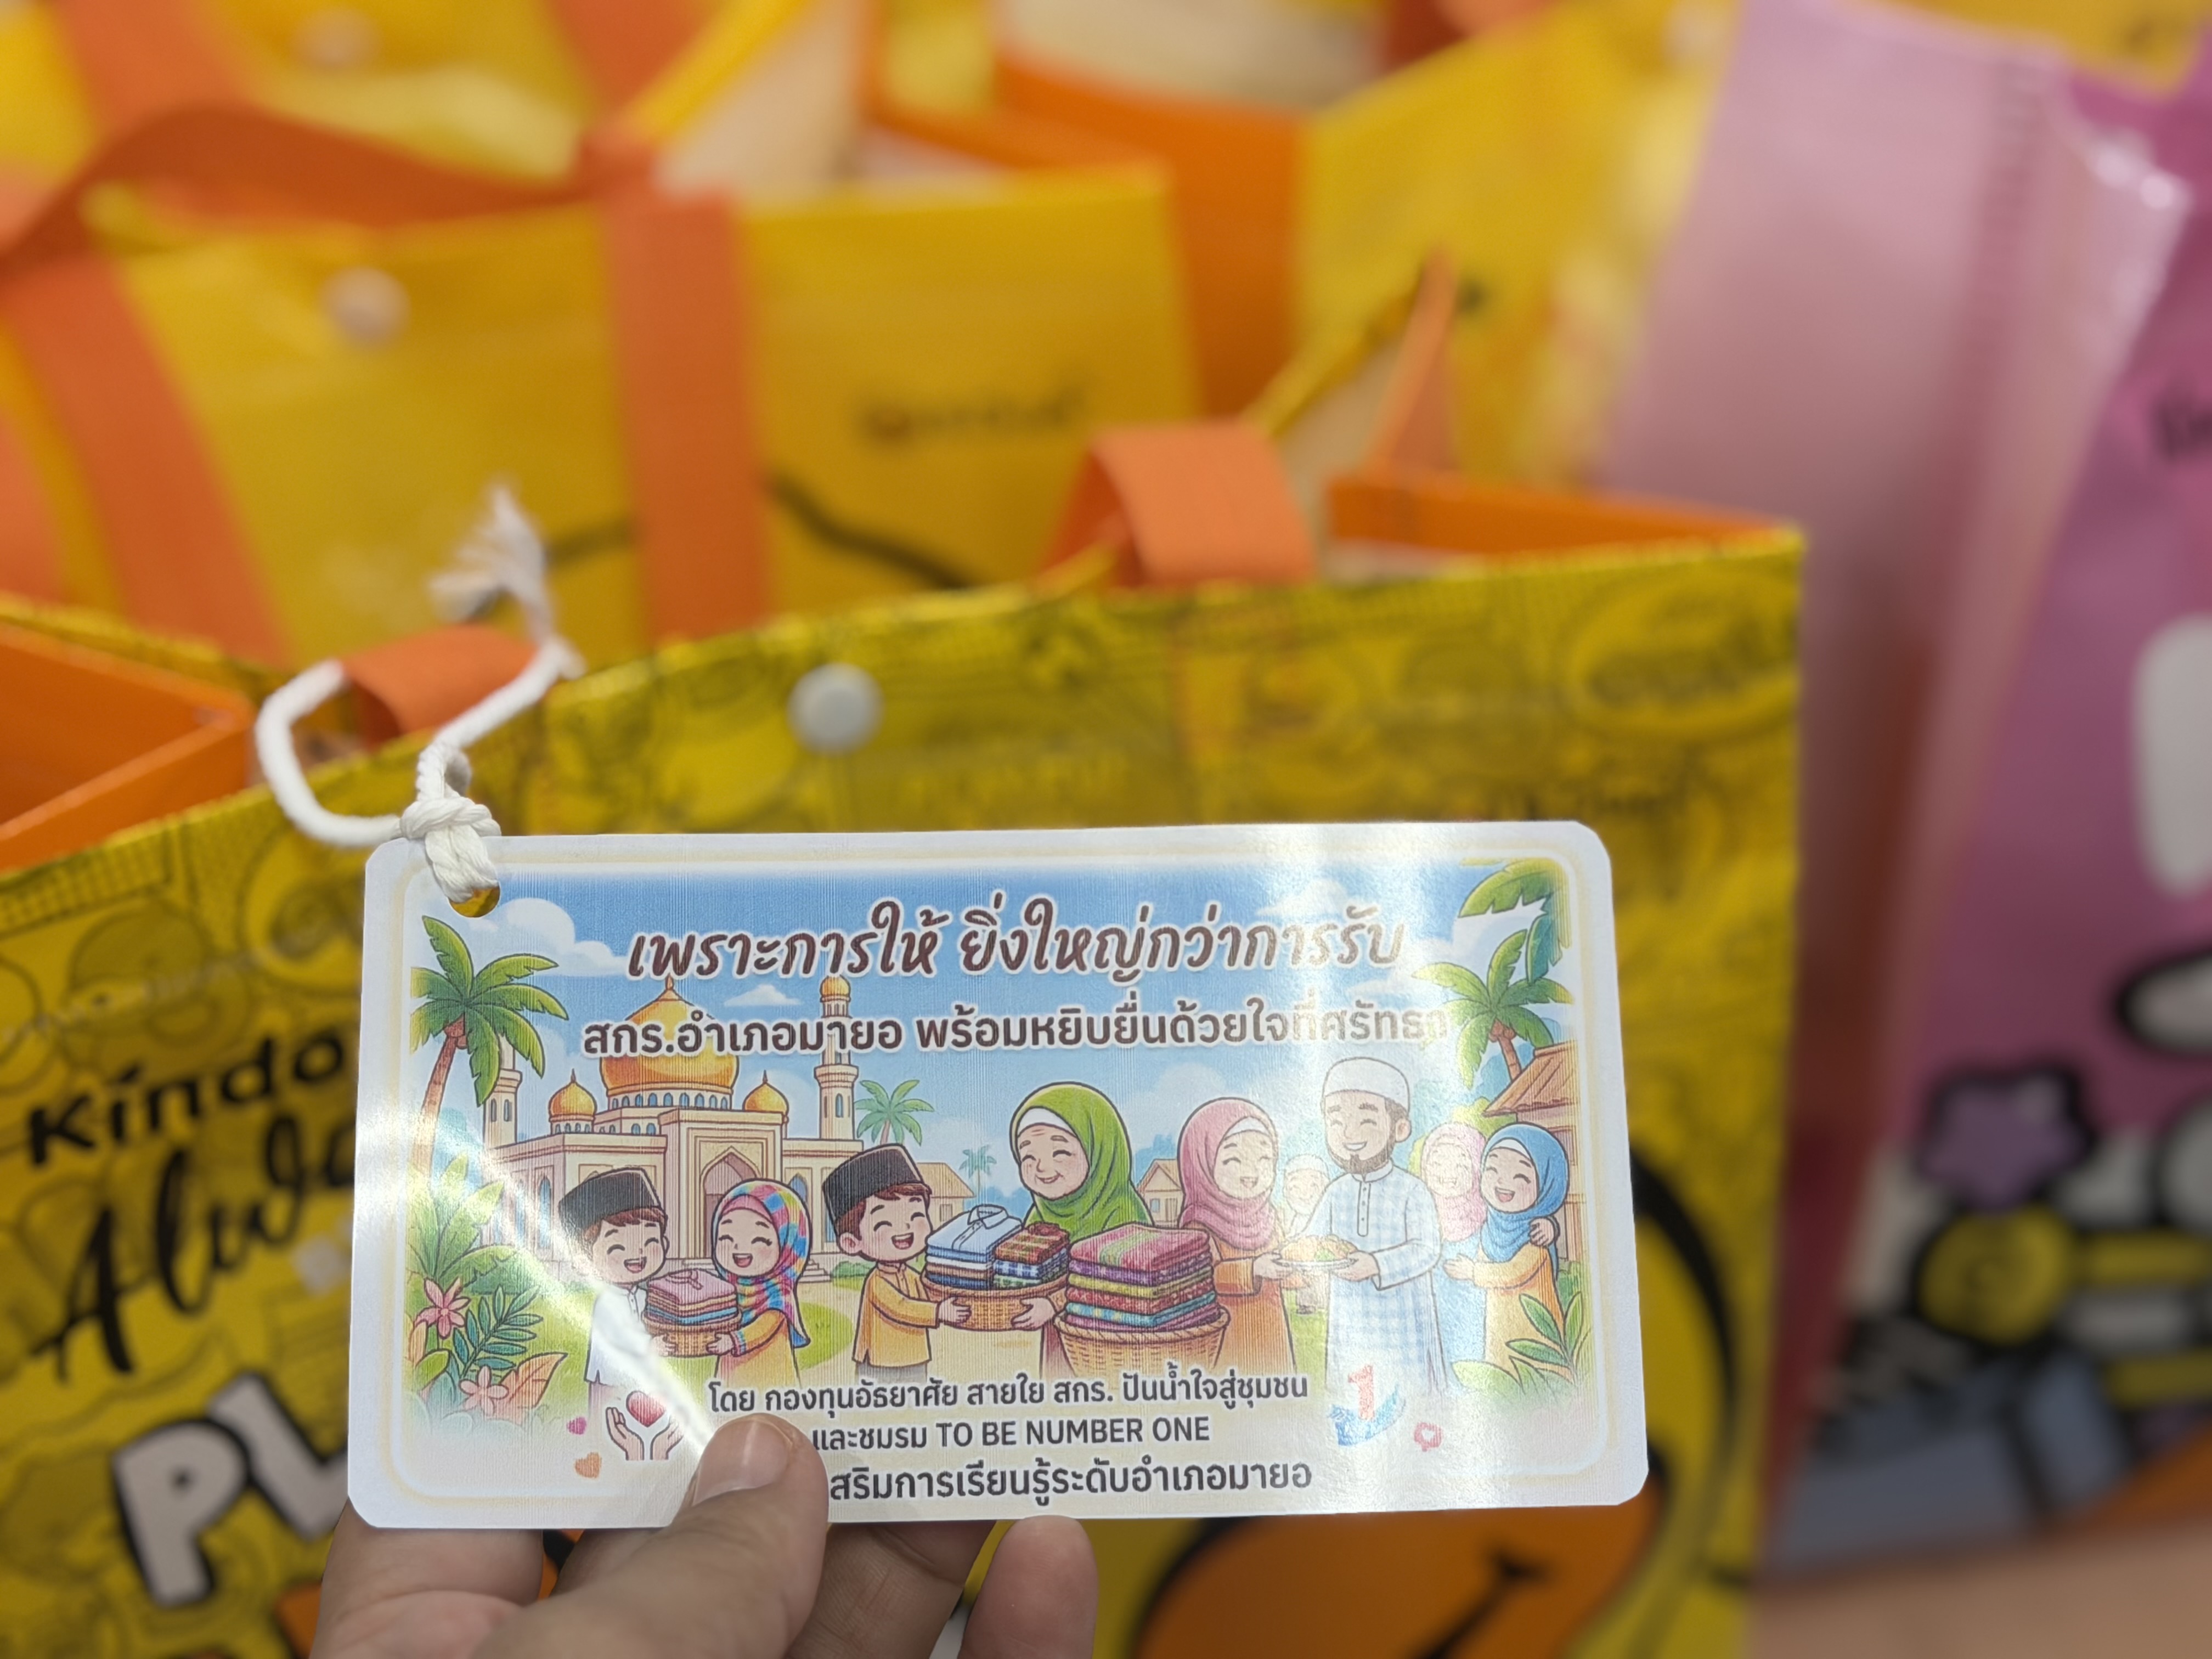 เพราะการให้ ยิ่งใหญ่กว่าการรับ
สกร.อำเภอมายอ พร้อมหยิบยื่นด้วยใจที่ศรัทธา
โดย กองทุนอัธยาศัย สายใย สกร. ปันน้ำใจสู่ชุมชน
และชมรม TO BE NUMBER ONE
สริมการเรียนรู้ระดับอำเภอมายอ
1
Always